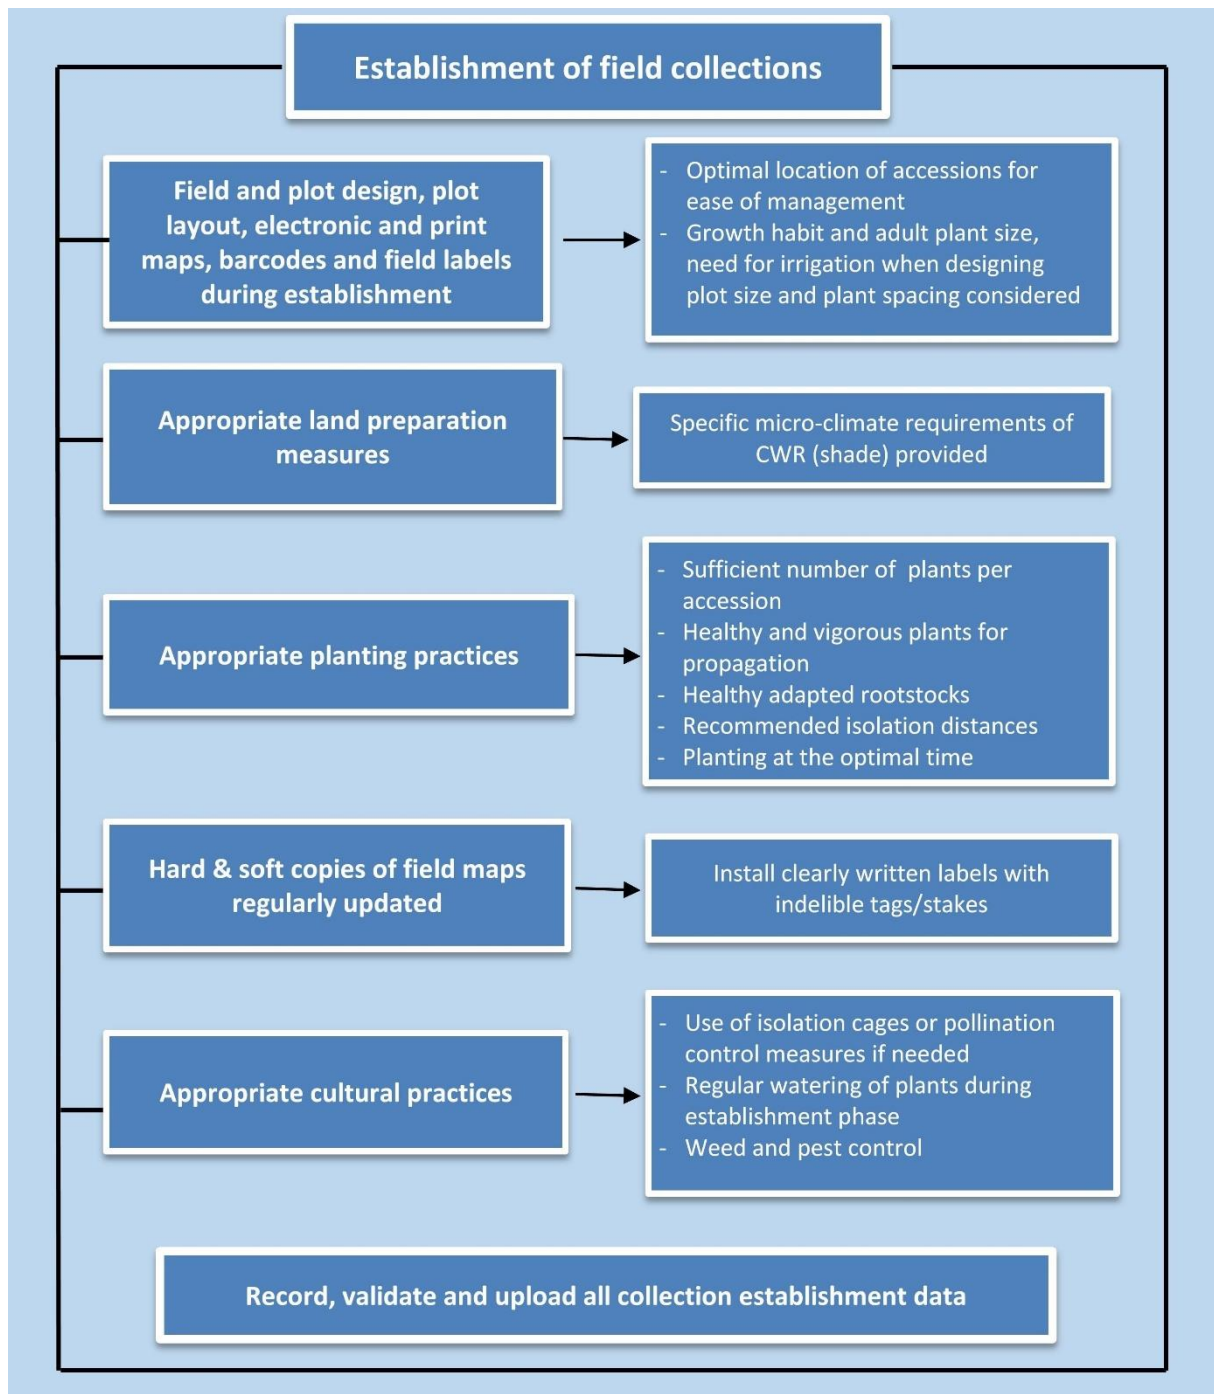 Establishment of field collections
Field and plot design, plot
layout, electronic and print
maps, barcodes and field labels
during establishment
- Optimal location of accessions for
ease of management
- Growth habit and adult plant size,
need for irrigation when designing
plot size and plant spacing considered
Appropriate land preparation
measures
Specific micro-climate requirements of
CWR (shade) provided
Appropriate planting practices
- Sufficient number of plants per
accession
- Healthy and vigorous plants for
propagation
- Healthy adapted rootstocks
- Recommended isolation distances
- Planting at the optimal time
Hard & soft copies of field maps
regularly updated
Install clearly written labels with
indelible tags/stakes
Appropriate cultural practices
- Use of isolation cages or pollination
control measures if needed
- Regular watering of plants during
establishment phase
- Weed and pest control
Record, validate and upload all collection establishment data